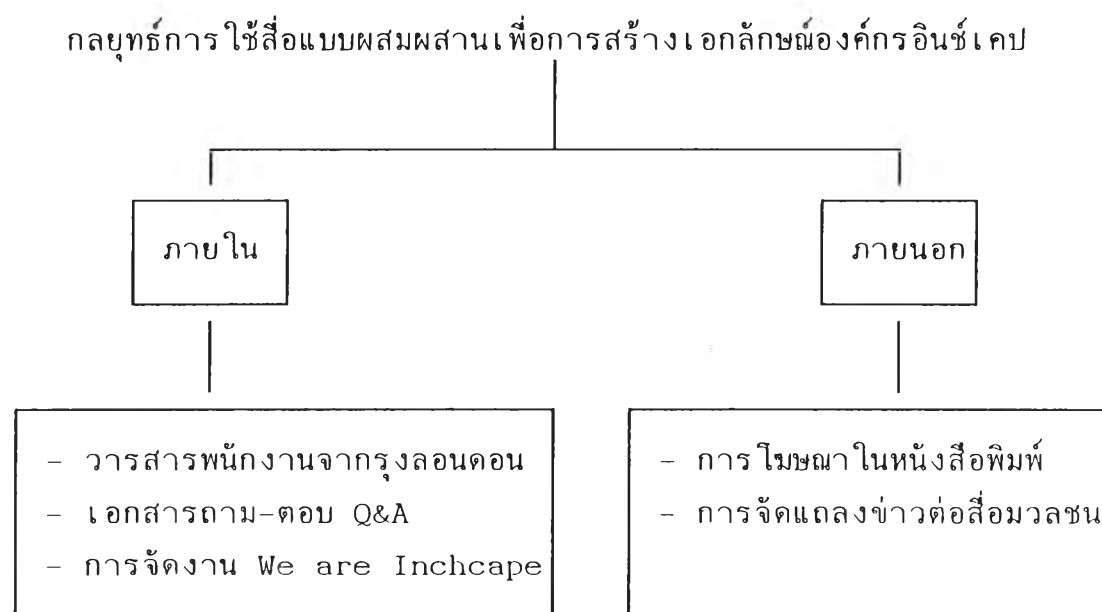 กลยุทธ์การใช้สื่อแบบผสมผสานเพื่อการสร้างเอกลักษณ์องค์กรอินช์เคป
ภายใน
ภายนอก
- วารสารพนักงานจากรุงลอนดอน
- เอกสารถาม-ตอบ Q&A
- การจัดงาน We are Inchcape
- การโฆษณาในหนังสือพิมพ์
- การจัดแถลงข่าวต่อสื่อมวลชน